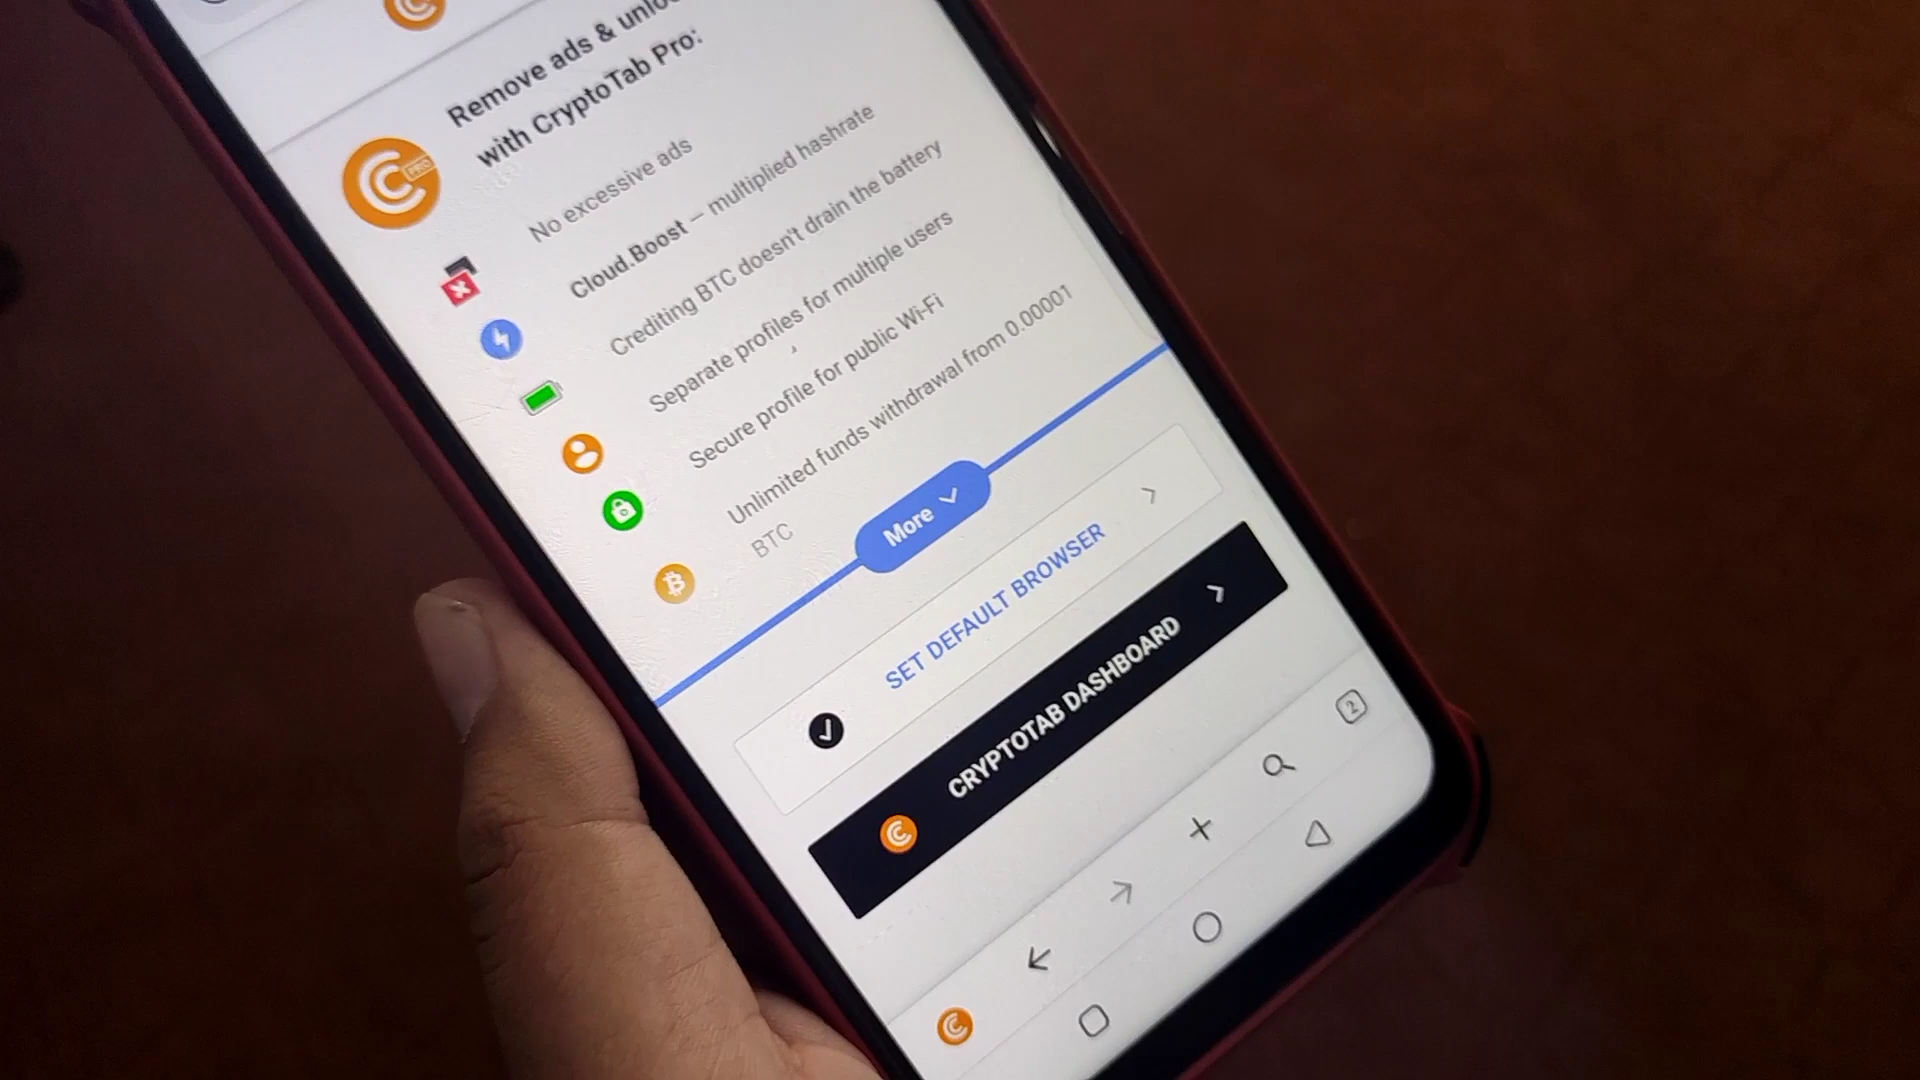 Remove ads &
with CryptoTab Pro:
PRO
No excessive ads
Cloud.Boost – multiplied hashrate
Crediting BTC doesn't drain the battery
Separate profiles for multiple users
Secure profile for public Wi-Fi
Unlimited funds withdrawal from 0.00001
BTC
More
SET DEFAULT BROWSER
CRYPTOTAB DASHBOARD
2